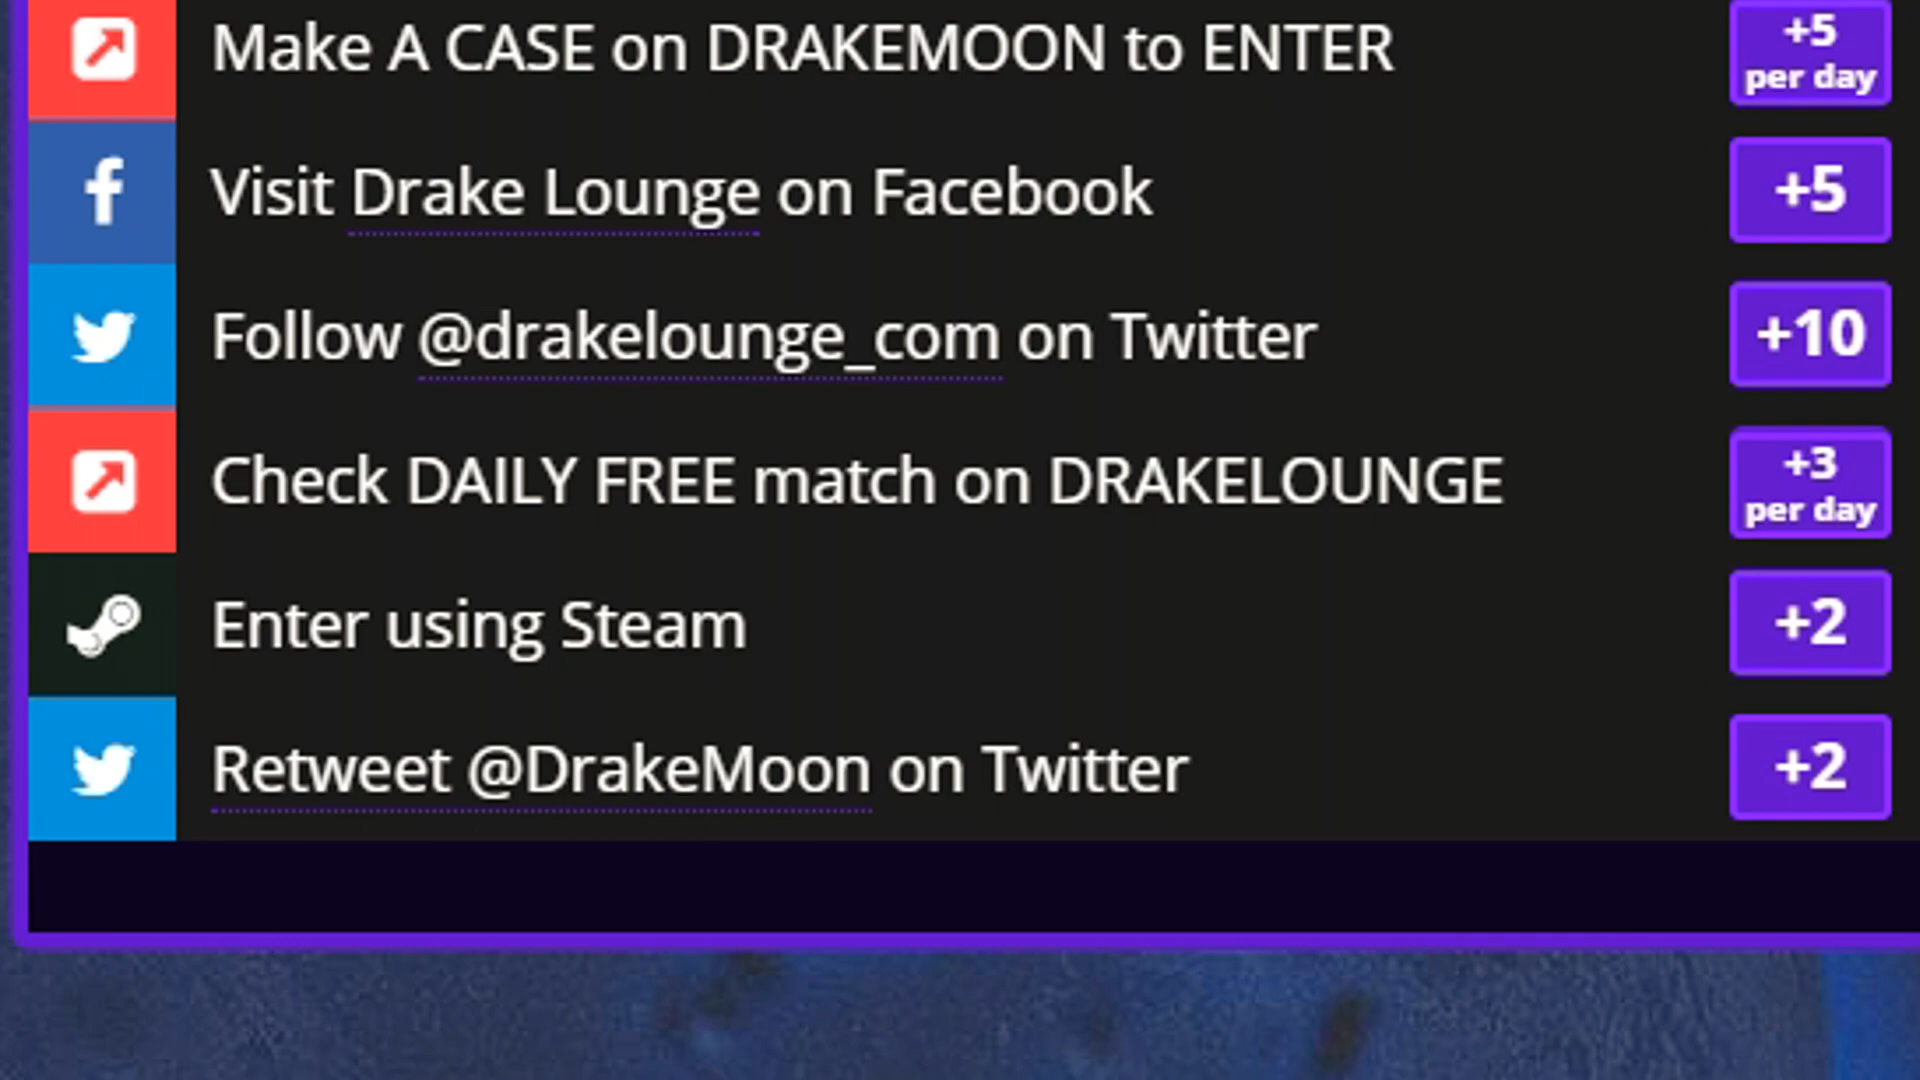 Make A CASE on DRAKEMOON to ENTER
+5
per day
Visit Drake Lounge on Facebook
+5
Follow @drakelounge_com on Twitter
+10
Check DAILY FREE match on DRAKELOUNGE
+3
per day
Enter using Steam
+2
Retweet @DrakeMoon on Twitter
+2